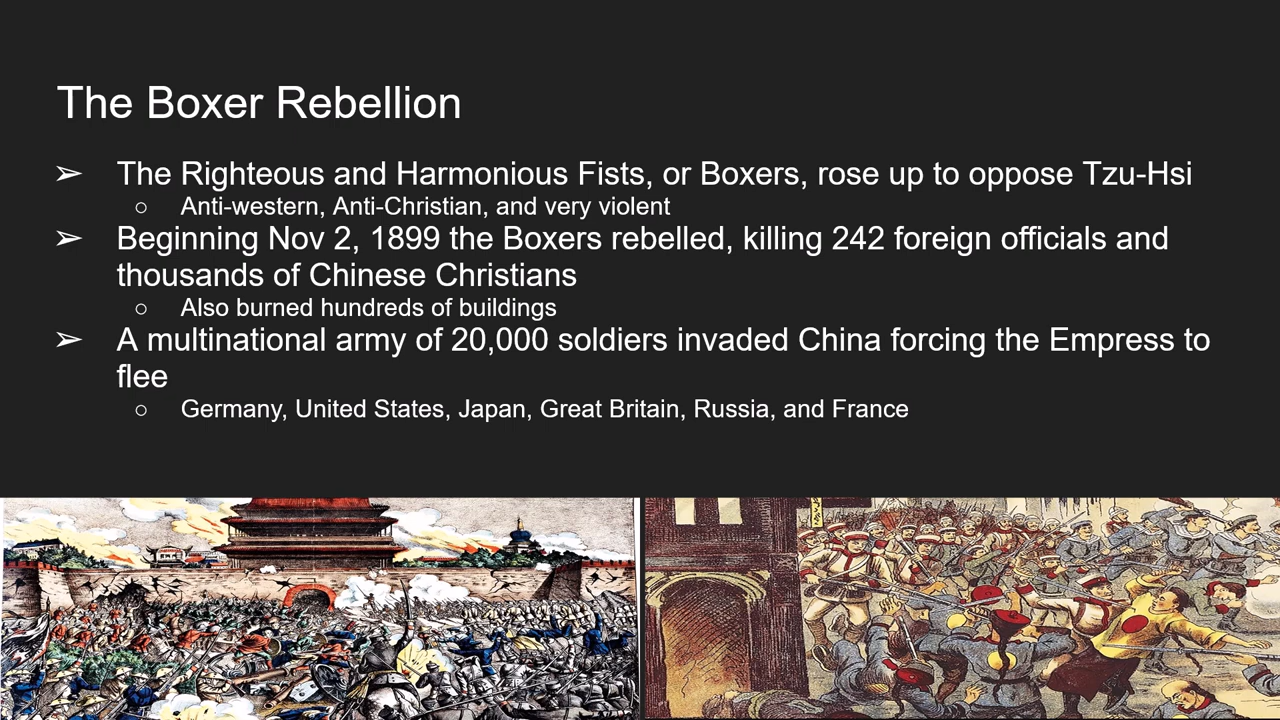 The Boxer Rebellion
➢ The Righteous and Harmonious Fists, or Boxers, rose up to oppose Tzu-Hsi
○ Anti-western, Anti-Christian, and very violent
➢ Beginning Nov 2, 1899 the Boxers rebelled, killing 242 foreign officials and
thousands of Chinese Christians
○ Also burned hundreds of buildings
➢ A multinational army of 20,000 soldiers invaded China forcing the Empress to
flee
○ Germany, United States, Japan, Great Britain, Russia, and France